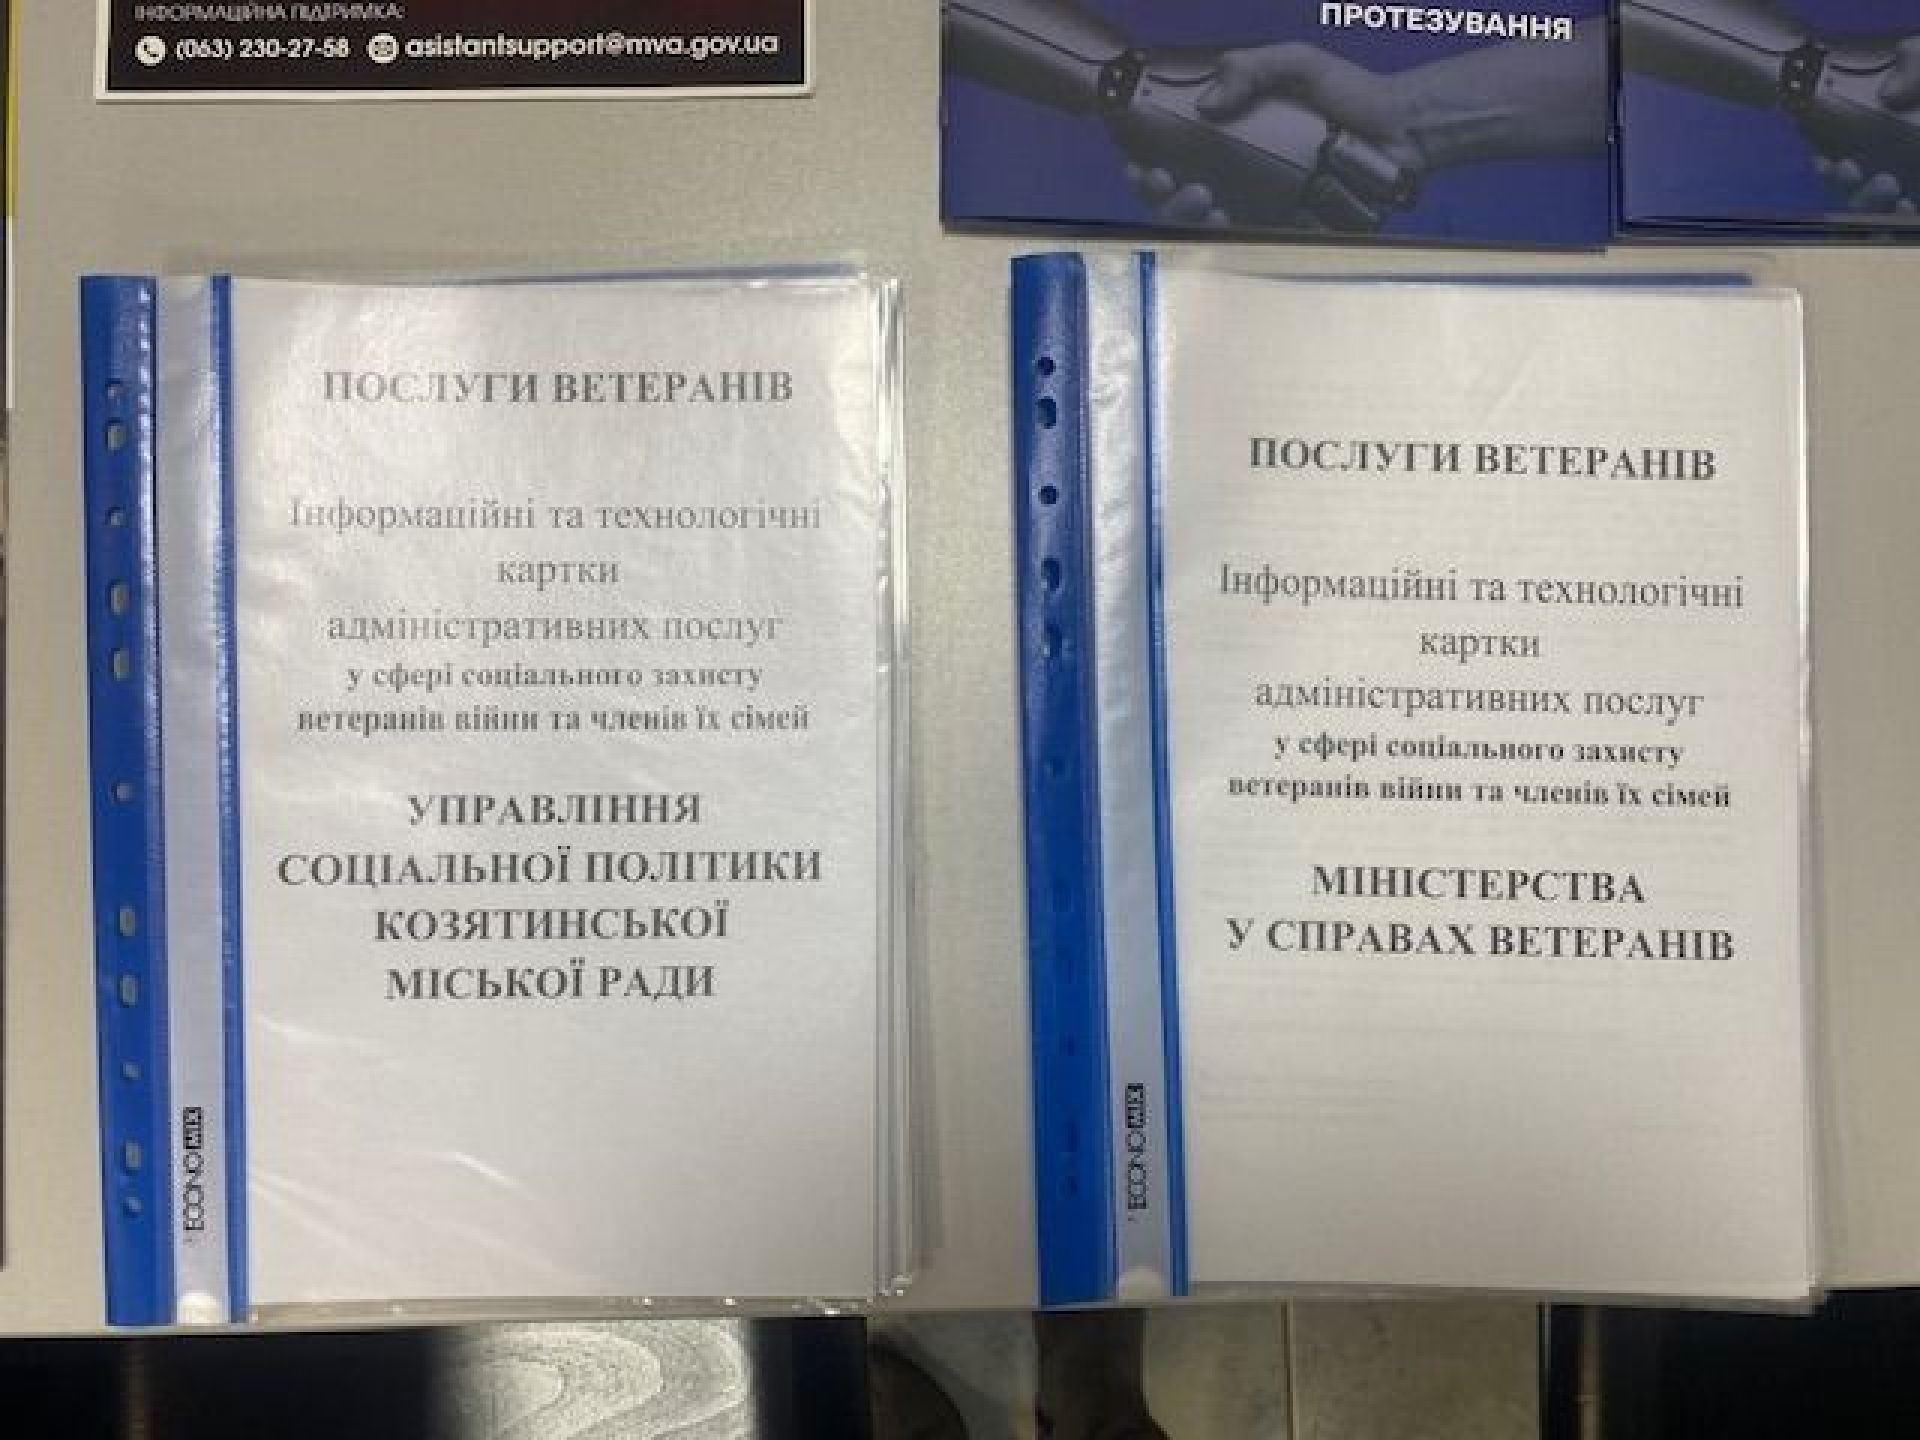 ІНФОРМАЦІЙНА ПІДТРИМКА:
(063) 230-27-58 asistantsupport@mva.gov.ua
ПРОТЕЗУВАННЯ
ПОСЛУГИ ВЕТЕРАНІВ
Інформаційні та технологічні
картки
адміністративних послуг
у сфері соціального захисту
ветеранів війни та членів їх сімей
УПРАВЛІННЯ
СОЦІАЛЬНОЇ ПОЛІТИКИ
КОЗЯТИНСЬКОЇ
МІСЬКОЇ РАДИ
ECONOMIX
ПОСЛУГИ ВЕТЕРАНІВ
Інформаційні та технологічні
картки
адміністративних послуг
у сфері соціального захисту
ветеранів війни та членів їх сімей
МІНІСТЕРСТВА
У СПРАВАХ ВЕТЕРАНІВ
ECONOMIX